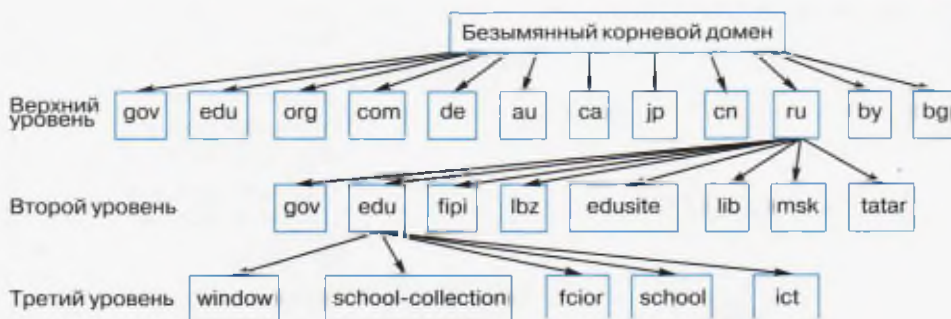 Безымянный корневой домен
Верхний уровень
gov edu org com de au ca jp cn ru by bg
Второй уровень gov edu fipi lbz edusite lib msk tatar
Третий уровень window school-collection fcior school ict